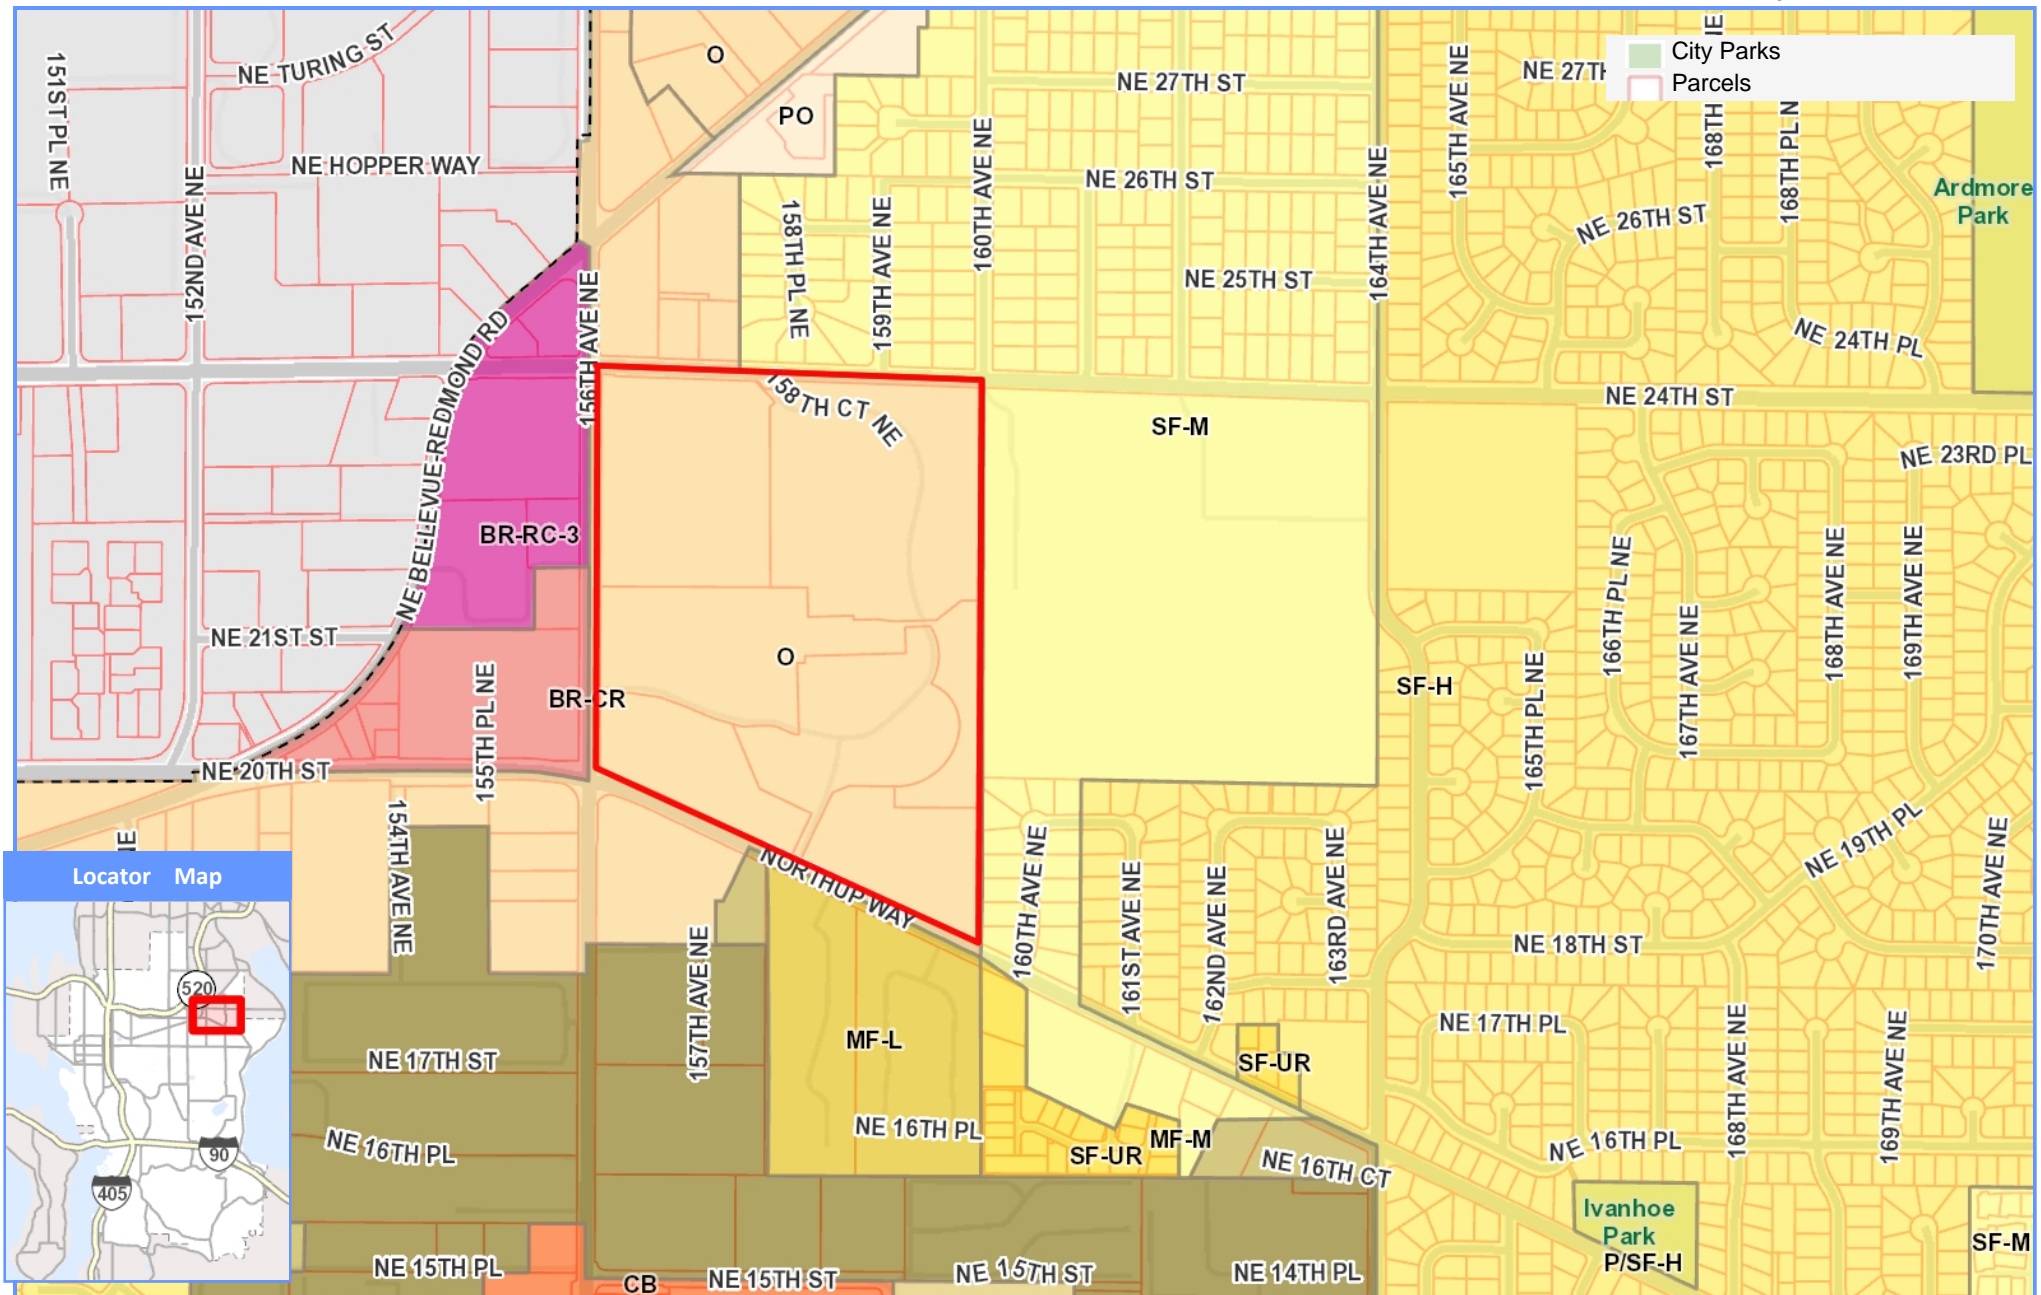 City Parks
Parcels
151ST PL NE
NE TURING ST
O
PO
NE 27TH ST
165TH AVE NE
NE 27TH
168TH
NE
168TH PL N
NE HOPPER WAY
152ND AVE NE
158TH PL NE
159TH AVE NE
160TH AVE NE
NE 26TH ST
164TH AVE NE
NE 26TH ST
Ardmore
Park
NE 25TH ST
156TH AVE NE
NE BELLEVUE-REDMOND RD
NE 24TH PL
NE 24TH ST
158TH CT NE
SF-M
NE 23RD PL
BR-RC-3
NE 21ST ST
O
BR-CR
155TH PL NE
NE 20TH ST
SF-H
166TH PL NE
165TH PL NE
167TH AVE NE
168TH AVE NE
169TH AVE NE
NE
154TH AVE NE
NORTHUP WAY
NE 19TH PL
Locator Map
520
90
405
157TH AVE NE
160TH AVE NE
161ST AVE NE
162ND AVE NE
163RD AVE NE
NE 18TH ST
170TH AVE NE
NE 17TH ST
MF-L
SF-UR
NE 17TH PL
168TH AVE NE
169TH AVE NE
NE 16TH PL
NE 16TH PL
SF-UR
MF-M
NE 16TH CT
NE 16TH PL
Ivanhoe
Park
P/SF-H
SF-M
NE 15TH PL
CB
NE 15TH ST
NE 15TH ST
NE 14TH PL